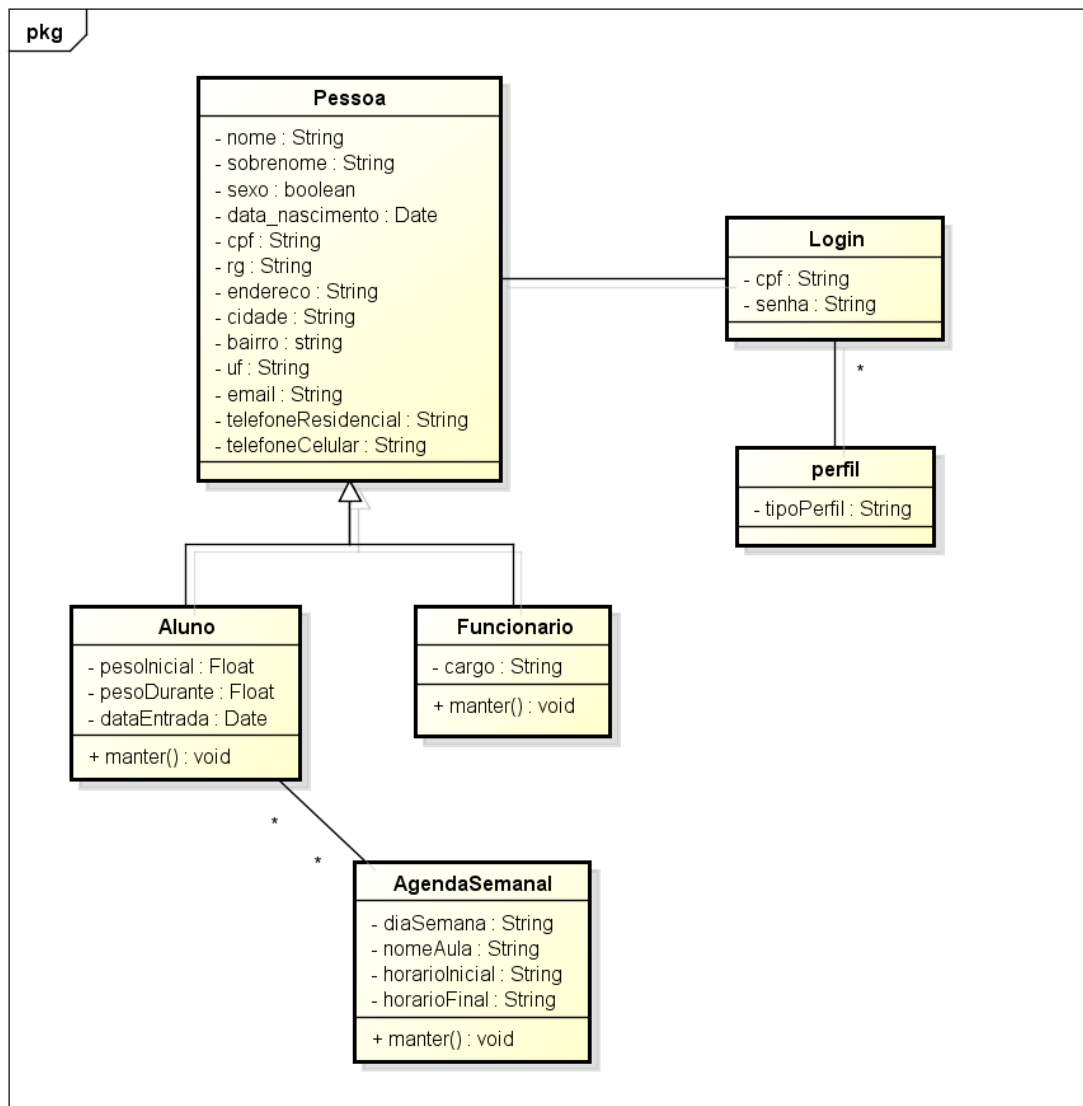 pkg
Pessoa
- nome : String
- sobrenome : String
- sexo : boolean
- data_nascimento : Date
- cpf : String
- rg : String
- endereco : String
- cidade : String
- bairro : string
- uf : String
- email : String
- telefoneResidencial : String
- telefoneCelular : String
Login
- cpf : String
- senha : String
*
perfil
- tipoPerfil : String
Aluno
- pesoInicial : Float
- pesoDurante : Float
- dataEntrada : Date
+ manter() : void
Funcionario
- cargo : String
+ manter() : void
*
*
AgendaSemanal
- diaSemana : String
- nomeAula : String
- horarioInicial : String
- horarioFinal : String
+ manter() : void